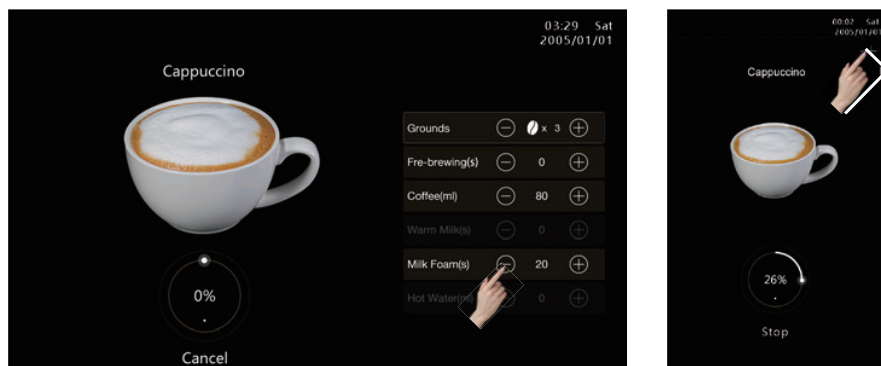 03:29 Sat
2005/01/01
Cappuccino
Grounds x 3
Fre-brewing(s) 0
Coffee(ml) 80
Warm Milk(s) 0
Milk Foam(s) 20
Hot Water(ml) 0
0%
Cancel
00:02 Sat
2005/01/01
Cappuccino
26%
Stop